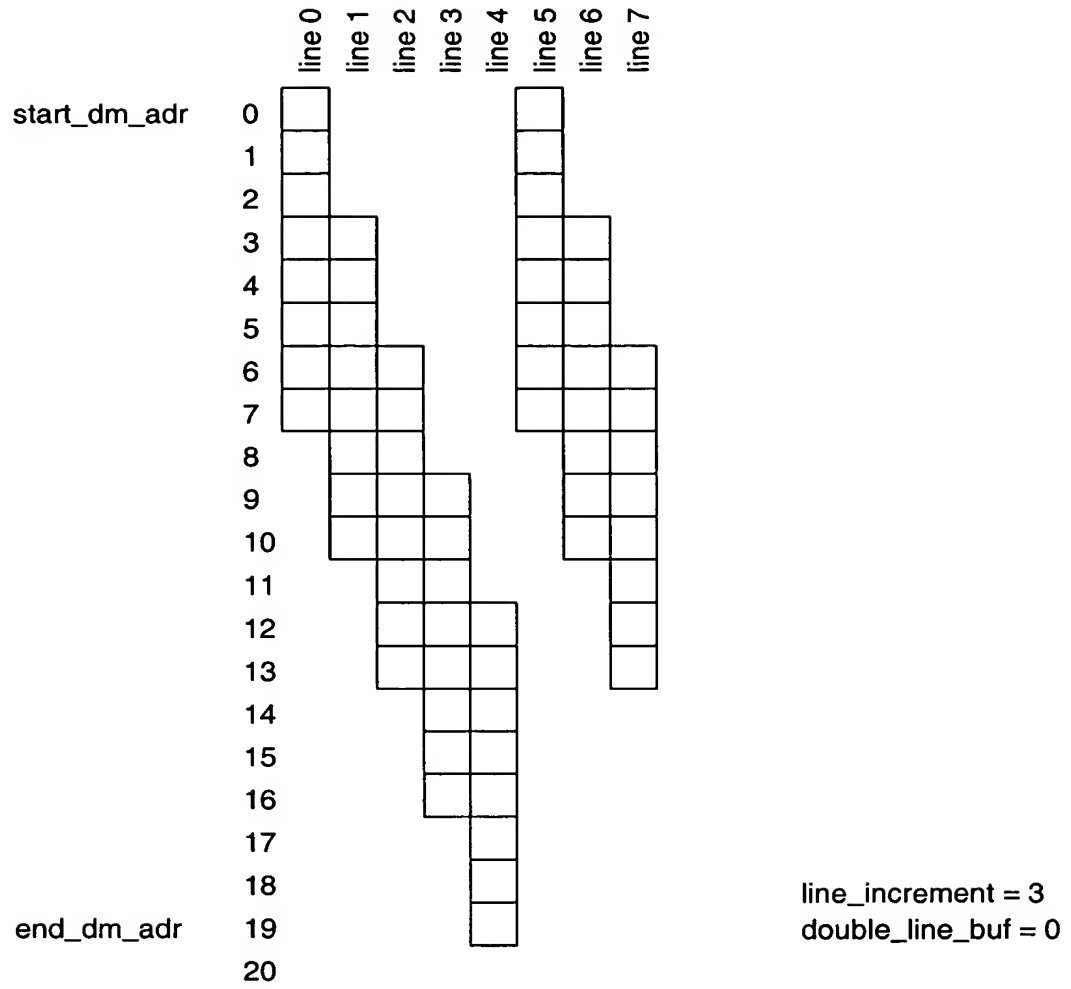 line 0
line 1
line 2
line 3
line 4
line 5
line 6
line 7
start_dm_adr 0
1
2
3
4
5
6
7
8
9
10
11
12
13
14
15
16
17
18
end_dm_adr 19
20
line_increment = 3
double_line_buf = 0